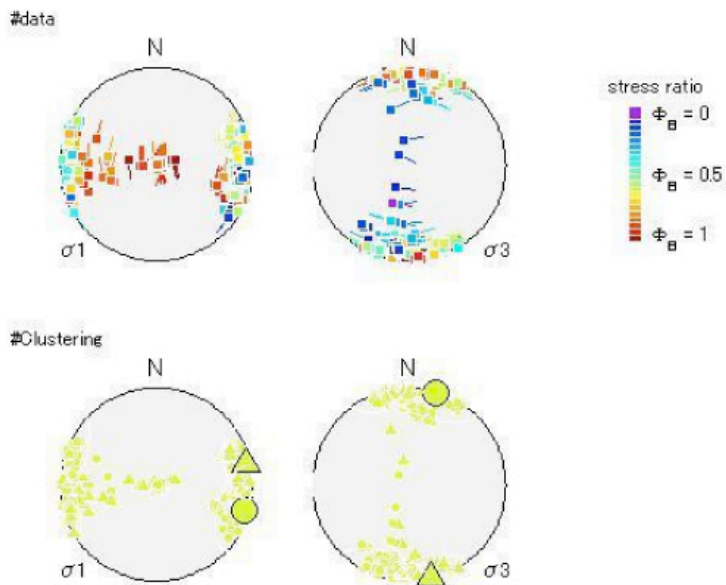 #data
N
N
σ1
σ3
stress ratio
Φ_B = 0
Φ_B = 0.5
Φ_B = 1
#Clustering
N
N
σ1
σ3